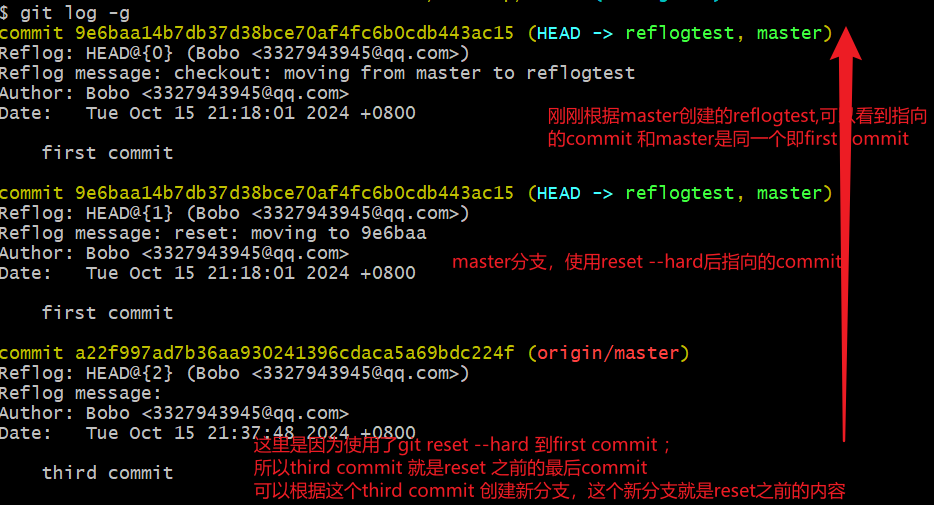 $ git log -g
commit 9e6baa14b7db37d38bce70af4fc6b0cdb443ac15 (HEAD -> reflogtest, master)
Reflog: HEAD@{0} (Bobo <3327943945@qq.com>)
Reflog message: checkout: moving from master to reflogtest
Author: Bobo <3327943945@qq.com>
Date:   Tue Oct 15 21:18:01 2024 +0800
刚刚根据master创建的reflogtest,可以看到指向
的commit 和master是同一个即first commit
first commit
commit 9e6baa14b7db37d38bce70af4fc6b0cdb443ac15 (HEAD -> reflogtest, master)
Reflog: HEAD@{1} (Bobo <3327943945@qq.com>)
Reflog message: reset: moving to 9e6baa
Author: Bobo <3327943945@qq.com>
master分支，使用reset --hard后指向的commit
Date:   Tue Oct 15 21:18:01 2024 +0800
first commit
commit a22f997ad7b36aa930241396cdaca5a69bdc224f (origin/master)
Reflog: HEAD@{2} (Bobo <3327943945@qq.com>)
Reflog message:
Author: Bobo <3327943945@qq.com>
Date:   Tue Oct 15 21:37:48 2024 +0800
这里是因为使用了git reset --hard 到first commit；
所以third commit 就是reset 之前的最后commit
third commit
可以根据这个third commit 创建新分支，这个新分支就是reset之前的内容